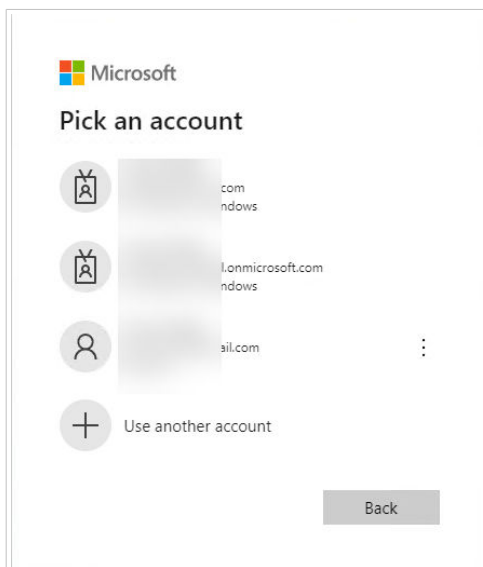 Microsoft
Pick an account
.com
ndows
l.onmicrosoft.com
ndows
ail.com
Use another account
Back